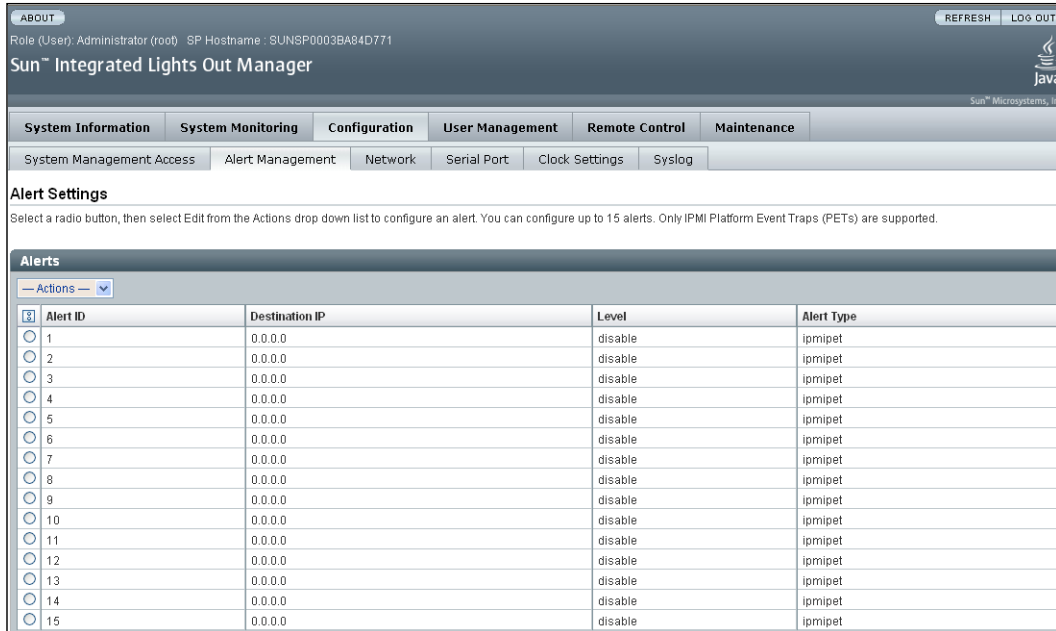 ABOUT REFRESH LOG OUT
Role (User): Administrator (root) SP Hostname : SUNSP0003BA84D771
Sun™ Integrated Lights Out Manager
Java
Sun™ Microsystems, In
System Information System Monitoring Configuration User Management Remote Control Maintenance
System Management Access Alert Management Network Serial Port Clock Settings Syslog
Alert Settings
Select a radio button, then select Edit from the Actions drop down list to configure an alert. You can configure up to 15 alerts. Only IPMI Platform Event Traps (PETs) are supported.
Alerts
— Actions —
Alert ID Destination IP Level Alert Type
1 0.0.0.0 disable ipmipet
2 0.0.0.0 disable ipmipet
3 0.0.0.0 disable ipmipet
4 0.0.0.0 disable ipmipet
5 0.0.0.0 disable ipmipet
6 0.0.0.0 disable ipmipet
7 0.0.0.0 disable ipmipet
8 0.0.0.0 disable ipmipet
9 0.0.0.0 disable ipmipet
10 0.0.0.0 disable ipmipet
11 0.0.0.0 disable ipmipet
12 0.0.0.0 disable ipmipet
13 0.0.0.0 disable ipmipet
14 0.0.0.0 disable ipmipet
15 0.0.0.0 disable ipmipet